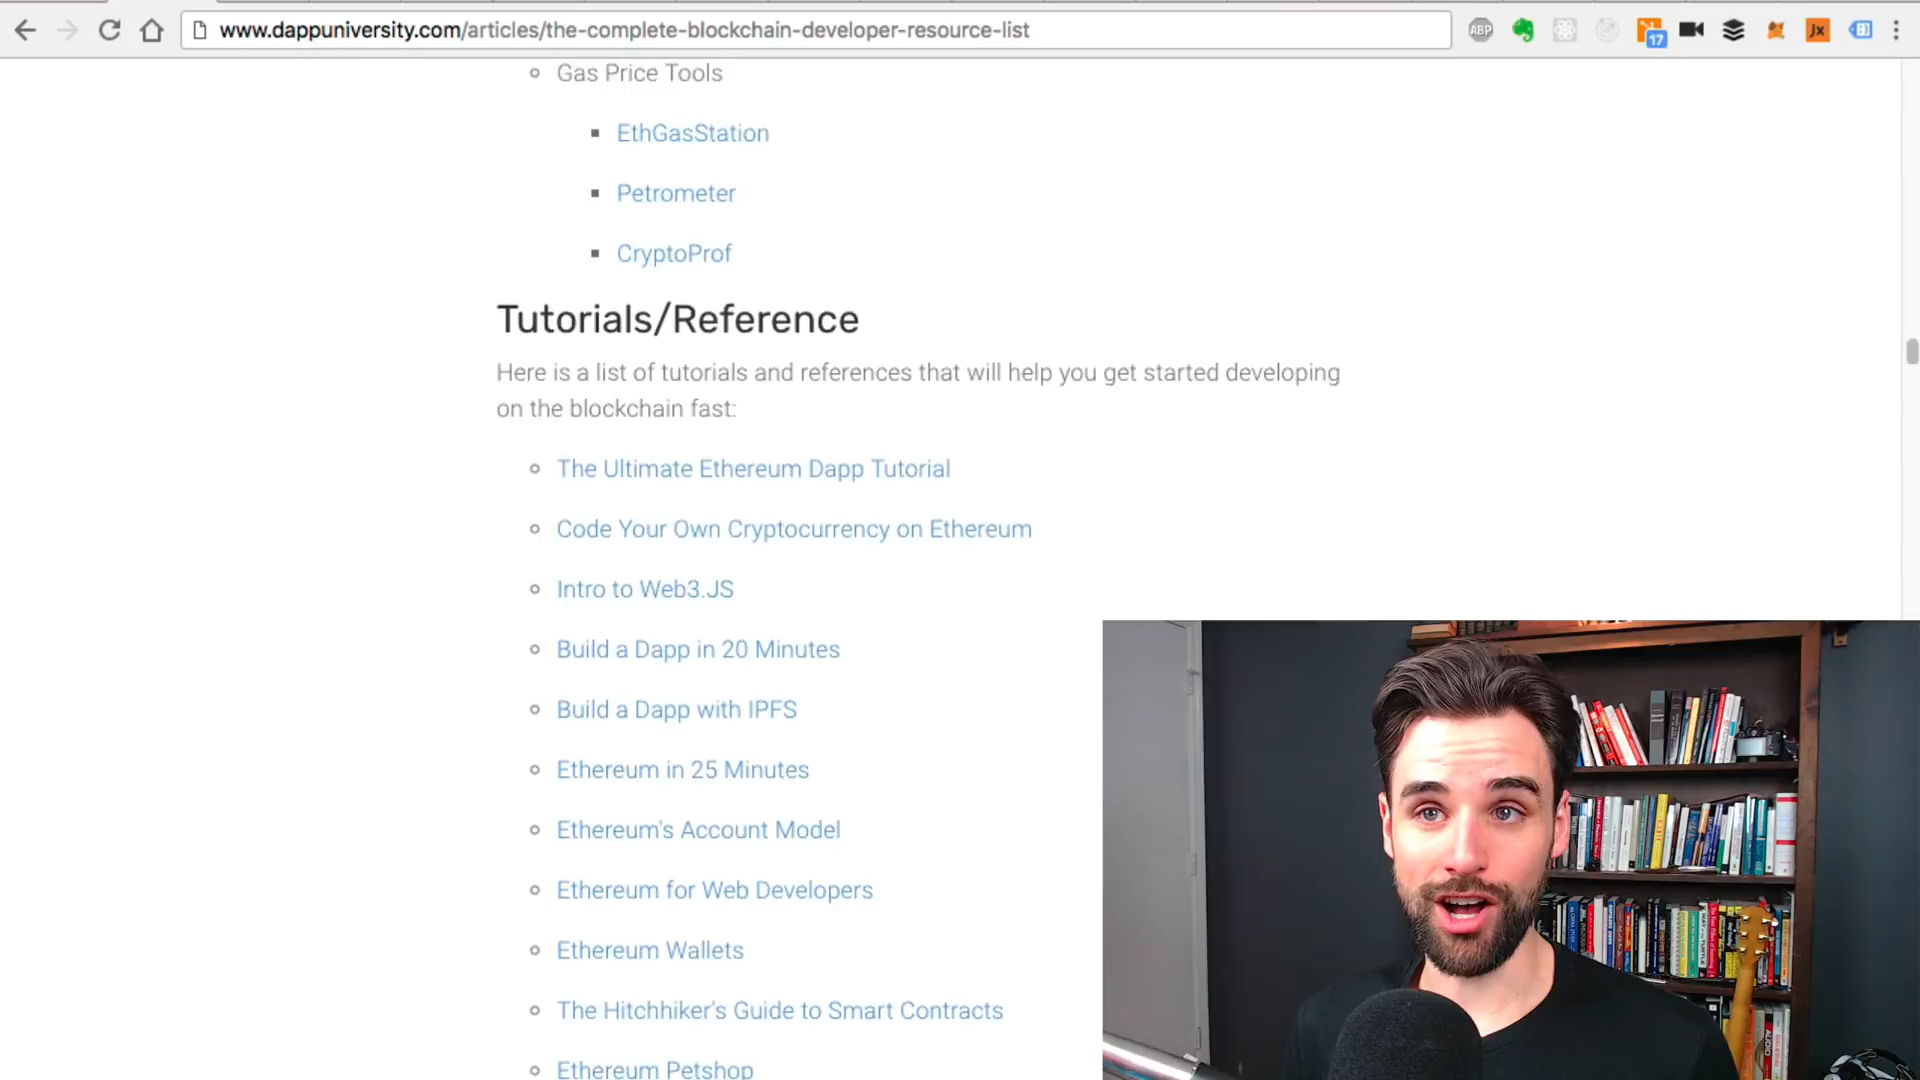 www.dappuniversity.com/articles/the-complete-blockchain-developer-resource-list
ABP
17
Jx
Gas Price Tools
EthGasStation
Petrometer
CryptoProf
Tutorials/Reference
Here is a list of tutorials and references that will help you get started developing
on the blockchain fast:
The Ultimate Ethereum Dapp Tutorial
Code Your Own Cryptocurrency on Ethereum
Intro to Web3.JS
Build a Dapp in 20 Minutes
Build a Dapp with IPFS
Ethereum in 25 Minutes
Ethereum's Account Model
Ethereum for Web Developers
Ethereum Wallets
The Hitchhiker's Guide to Smart Contracts
Ethereum Petshop
AUDIO